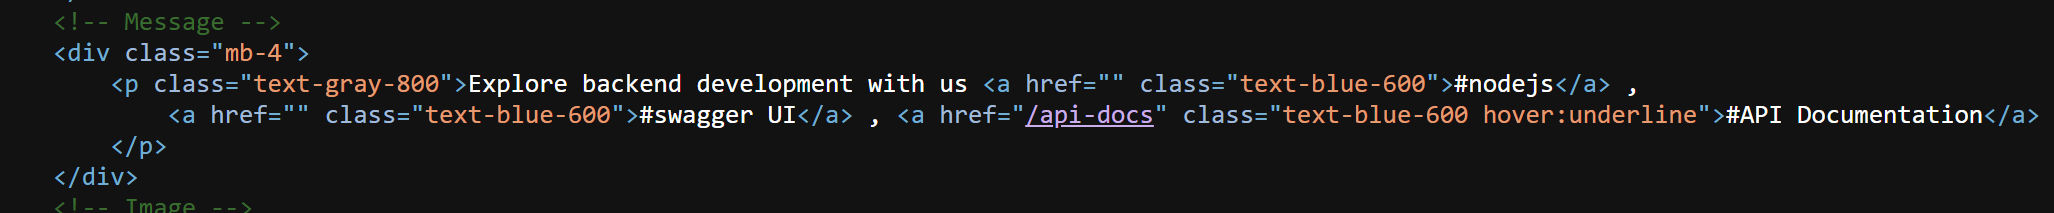 <!-- Message -->
<div class="mb-4">
<p class="text-gray-800">Explore backend development with us <a href="" class="text-blue-600">#nodejs</a> ,
<a href="" class="text-blue-600">#swagger UI</a> , <a href="/api-docs" class="text-blue-600 hover:underline">#API Documentation</a>
</p>
</div>
<!-- Image -->